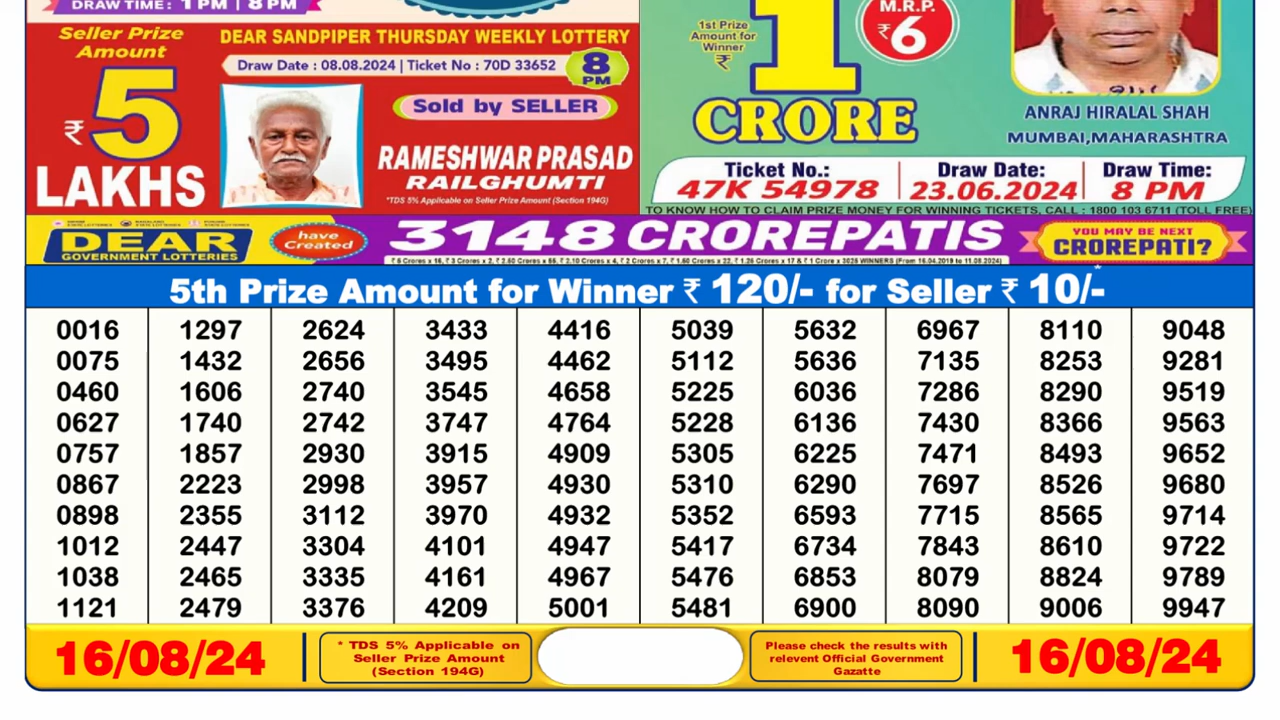 DRAW TIME: 1 PM | 8 PM
Seller Prize
Amount
₹5
LAKHS
DEAR SANDPIPER THURSDAY WEEKLY LOTTERY
Draw Date : 08.08.2024 | Ticket No : 70D 33652
8
PM
Sold by SELLER
RAMESHWAR PRASAD
RAILGHUMTI
*TDS 5% Applicable on Seller Prize Amount (Section 194G)
1st Prize
Amount for
Winner
₹
1
CRORE
M.R.P.
₹6
ANRAJ HIRALAL SHAH
MUMBAI,MAHARASHTRA
Ticket No.:
47K 54978
Draw Date:
23.06.2024
Draw Time:
8 PM
TO KNOW HOW TO CLAIM PRIZE MONEY FOR WINNING TICKETS, CALL : 1800 103 6711 (TOLL FREE)
DEAR
GOVERNMENT LOTTERIES
have
Created
3148 CROREPATIS
YOU MAY BE NEXT
CROREPATI?
5th Prize Amount for Winner ₹ 120/- for Seller ₹ 10/-*
0016 1297 2624 3433 4416 5039 5632 6967 8110 9048
0075 1432 2656 3495 4462 5112 5636 7135 8253 9281
0460 1606 2740 3545 4658 5225 6036 7286 8290 9519
0627 1740 2742 3747 4764 5228 6136 7430 8366 9563
0757 1857 2930 3915 4909 5305 6225 7471 8493 9652
0867 2223 2998 3957 4930 5310 6290 7697 8526 9680
0898 2355 3112 3970 4932 5352 6593 7715 8565 9714
1012 2447 3304 4101 4947 5417 6734 7843 8610 9722
1038 2465 3335 4161 4967 5476 6853 8079 8824 9789
1121 2479 3376 4209 5001 5481 6900 8090 9006 9947
16/08/24
* TDS 5% Applicable on
Seller Prize Amount
(Section 194G)
Please check the results with
relevent Official Government
Gazatte
16/08/24